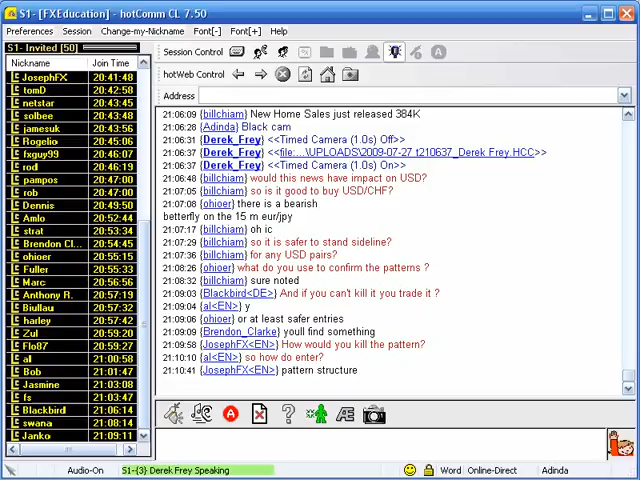 S1- [FXEducation] - hotComm CL 7.50
Preferences Session Change-my-Nickname Font[-] Font[+] Help
S1- Invited [50]
Session Control
Nickname Join Time
hotWeb Control
Address
JosephFX 20:41:48
tomD 20:42:58
netstar 20:43:45
solbee 20:44:18
jamesuk 20:44:56
Rogelio 20:45:06
fxguy99 20:46:07
rod 20:46:19
pampos 20:47:00
rob 20:47:00
Dennis 20:49:50
Amlo 20:52:44
strat 20:53:34
Brendon Cl... 20:54:45
ohioer 20:55:15
Fuller 20:55:33
Marc 20:56:56
Anthony R. 20:57:19
Biullau 20:57:32
harley 20:57:32
Zul 20:59:20
Flo87 20:59:27
al 21:00:58
Bob 21:01:47
Jasmine 21:03:08
fs 21:03:47
Blackbird 21:06:14
swana 21:08:14
Janko 21:09:11
21:06:09 {billchiam} New Home Sales just released 384K
21:06:28 {Adinda} Black cam
21:06:31 {Derek_Frey} <<Timed Camera (1.0s) Off>>
21:06:37 {Derek_Frey} <<file:...\UPLOADS\2009-07-27 t210637_Derek Frey.HCC>>
21:06:37 {Derek_Frey} <<Timed Camera (1.0s) On>>
21:06:48 {billchiam} would this news have impact on USD?
21:07:05 {billchiam} so is it good to buy USD/CHF?
21:07:08 {ohioer} there is a bearish
betterfly on the 15 m eur/jpy
21:07:17 {billchiam} oh ic
21:07:29 {billchiam} so it is safer to stand sideline?
21:07:36 {billchiam} for any USD pairs?
21:08:26 {ohioer} what do you use to confirm the patterns ?
21:08:32 {billchiam} sure noted
21:09:03 {Blackbird<DE>} And if you can't kill it you trade it ?
21:09:04 {al<EN>} y
21:09:06 {ohioer} or at least safer entries
21:09:09 {Brendon_Clarke} youll find something
21:09:58 {JosephFX<EN>} How would you kill the pattern?
21:10:10 {al<EN>} so how do enter?
21:10:41 {JosephFX<EN>} pattern structure
Audio-On S1-{3} Derek Frey Speaking Word Online-Direct Adinda